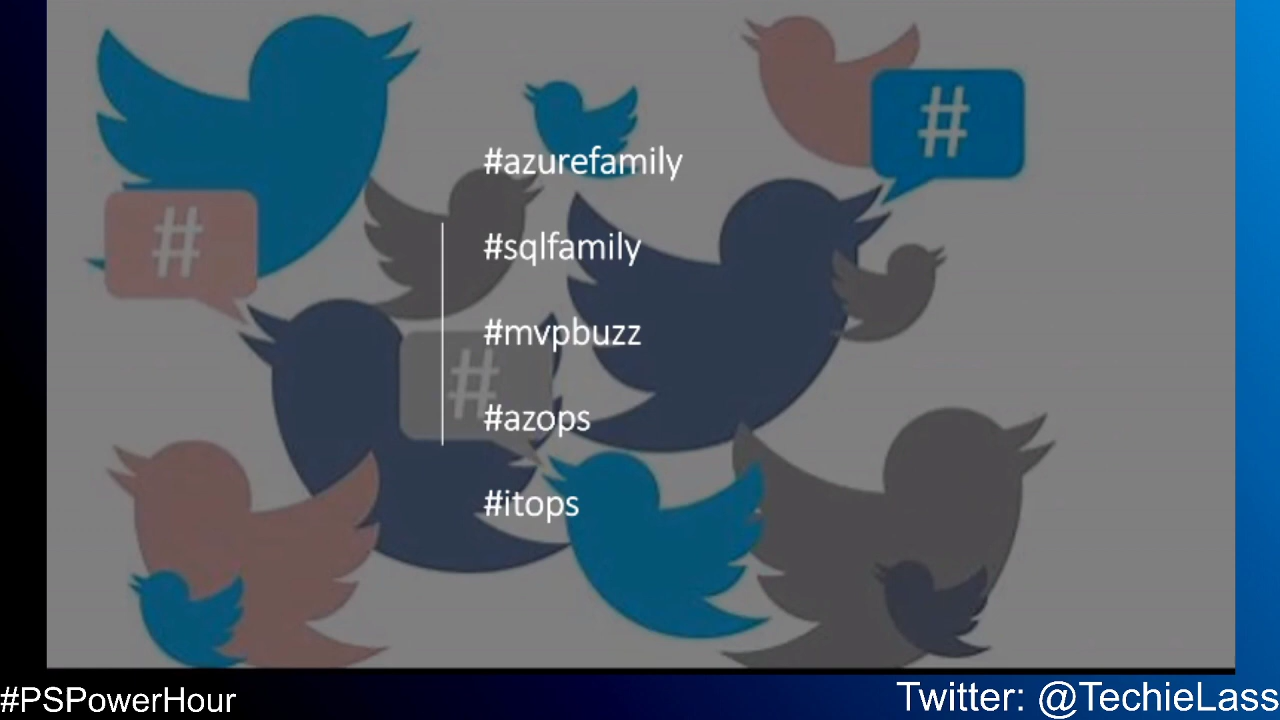 #
#
#azurefamily
#sqlfamily
#mvpbuzz
#
#azops
#itops
#PSPowerHour
Twitter: @TechieLass